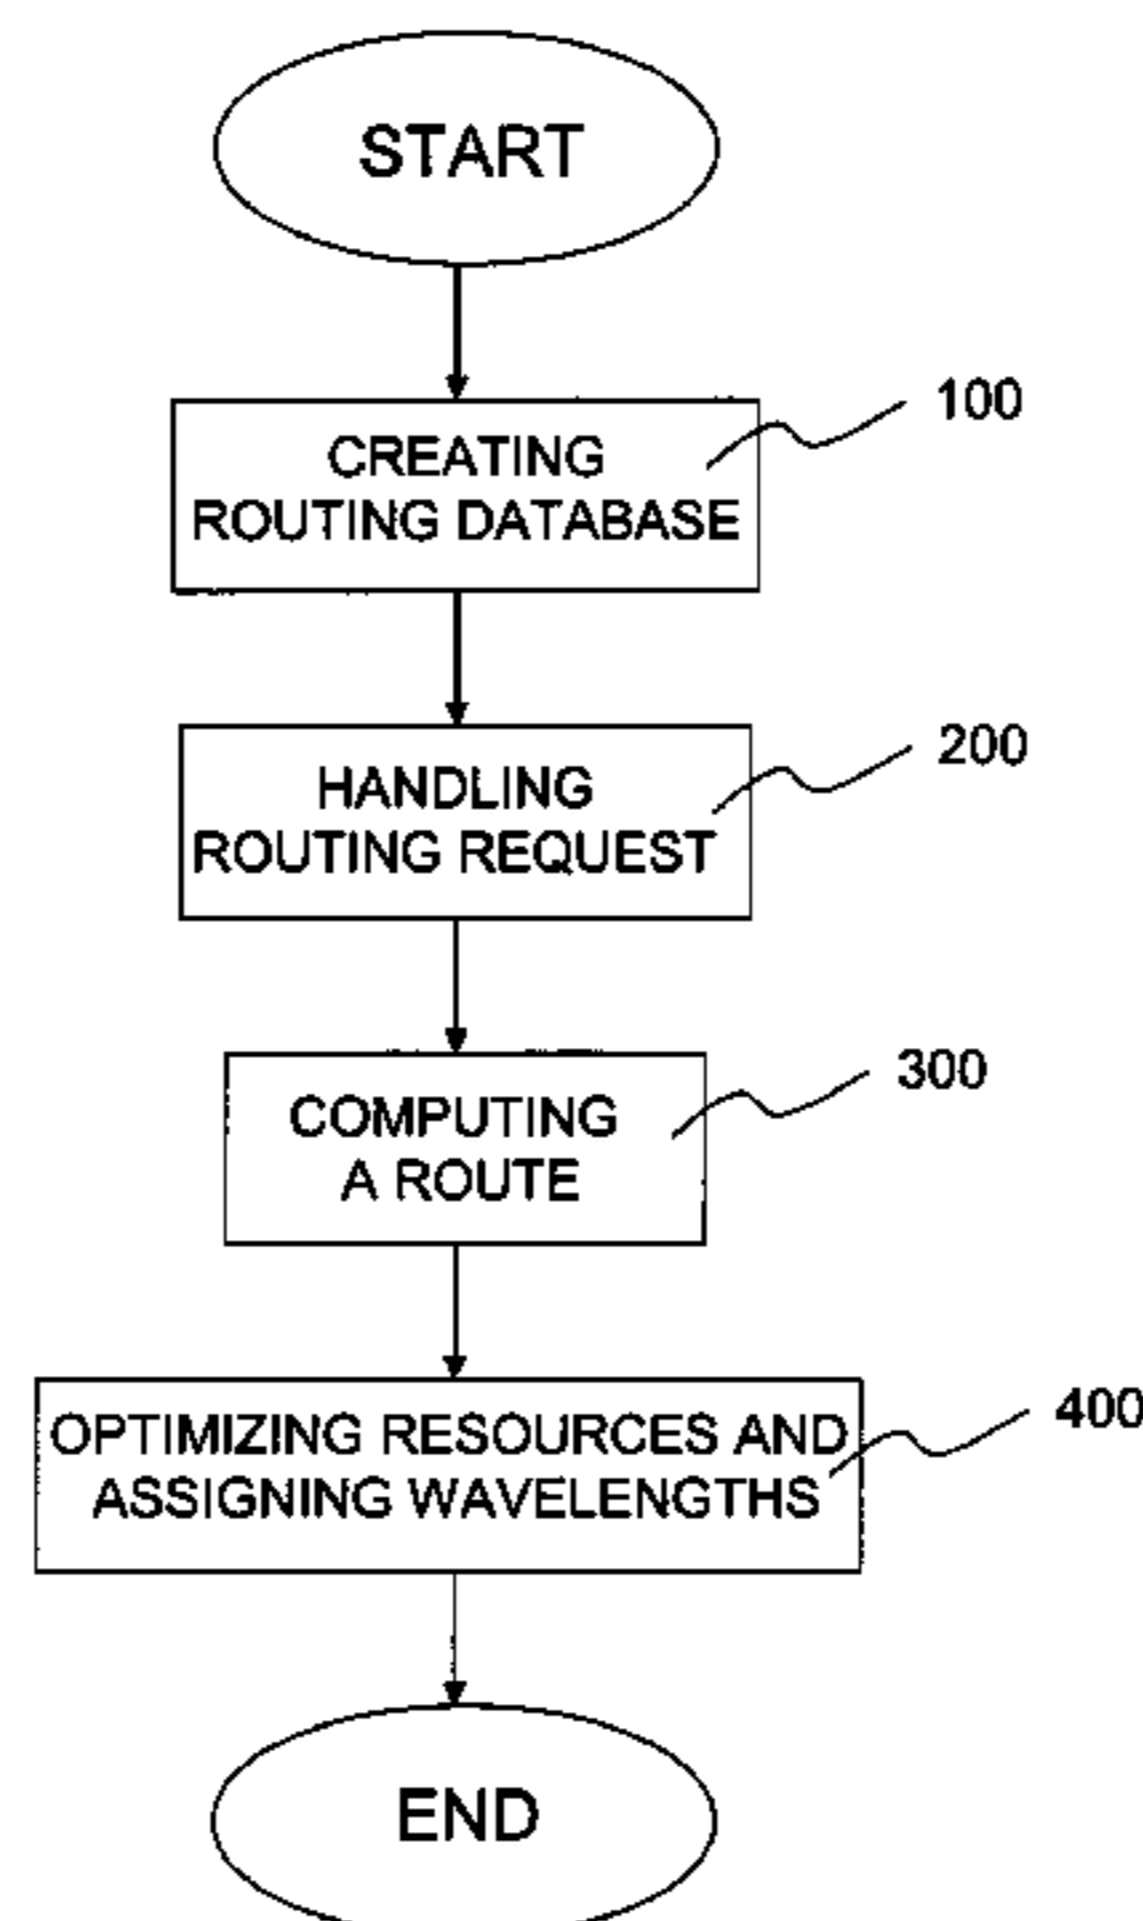 START
100
CREATING
ROUTING DATABASE
200
HANDLING
ROUTING REQUEST
300
COMPUTING
A ROUTE
400
OPTIMIZING RESOURCES AND
ASSIGNING WAVELENGTHS
END